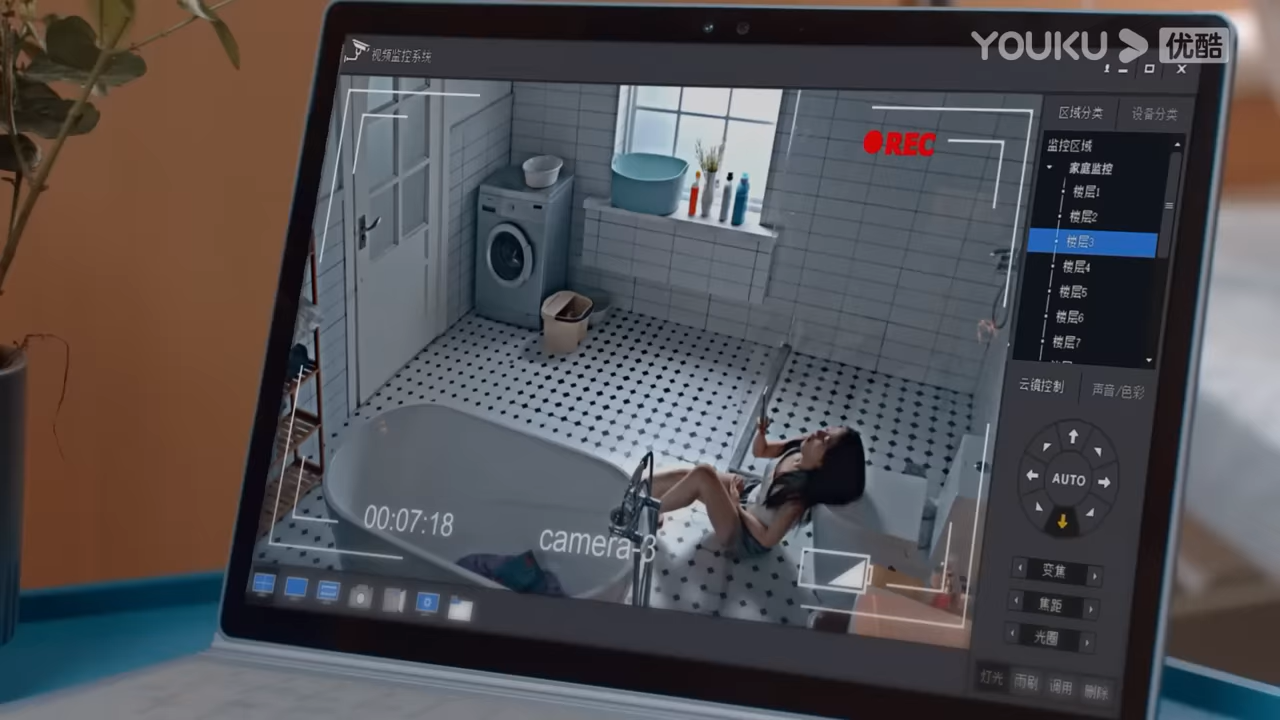 YOUKU 优酷
视频监控系统
REC
区域分类 设备分类
监控区域
家庭监控
楼层1
楼层2
楼层3
楼层4
楼层5
楼层6
楼层7
云镜控制 声音/色彩
AUTO
00:07:18
camera-3
变焦
焦距
光圈
灯光 雨刷 调用 删除